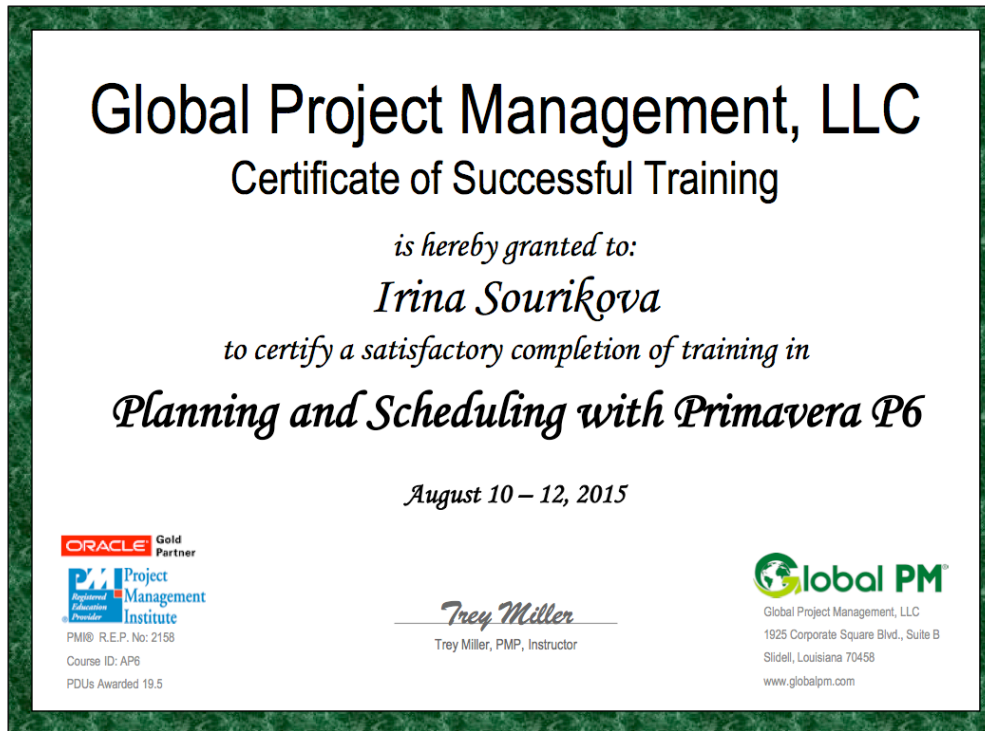 Global Project Management, LLC
Certificate of Successful Training
is hereby granted to:
Irina Sourikova
to certify a satisfactory completion of training in
Planning and Scheduling with Primavera P6
August 10 – 12, 2015
ORACLE® Gold
Partner
PMI Project
Registered Management
Education Institute
® Provider
PMI® R.E.P. No: 2158
Course ID: AP6
PDUs Awarded 19.5
Trey Miller
Trey Miller, PMP, Instructor
Global PM®
Global Project Management, LLC
1925 Corporate Square Blvd., Suite B
Slidell, Louisiana 70458
www.globalpm.com